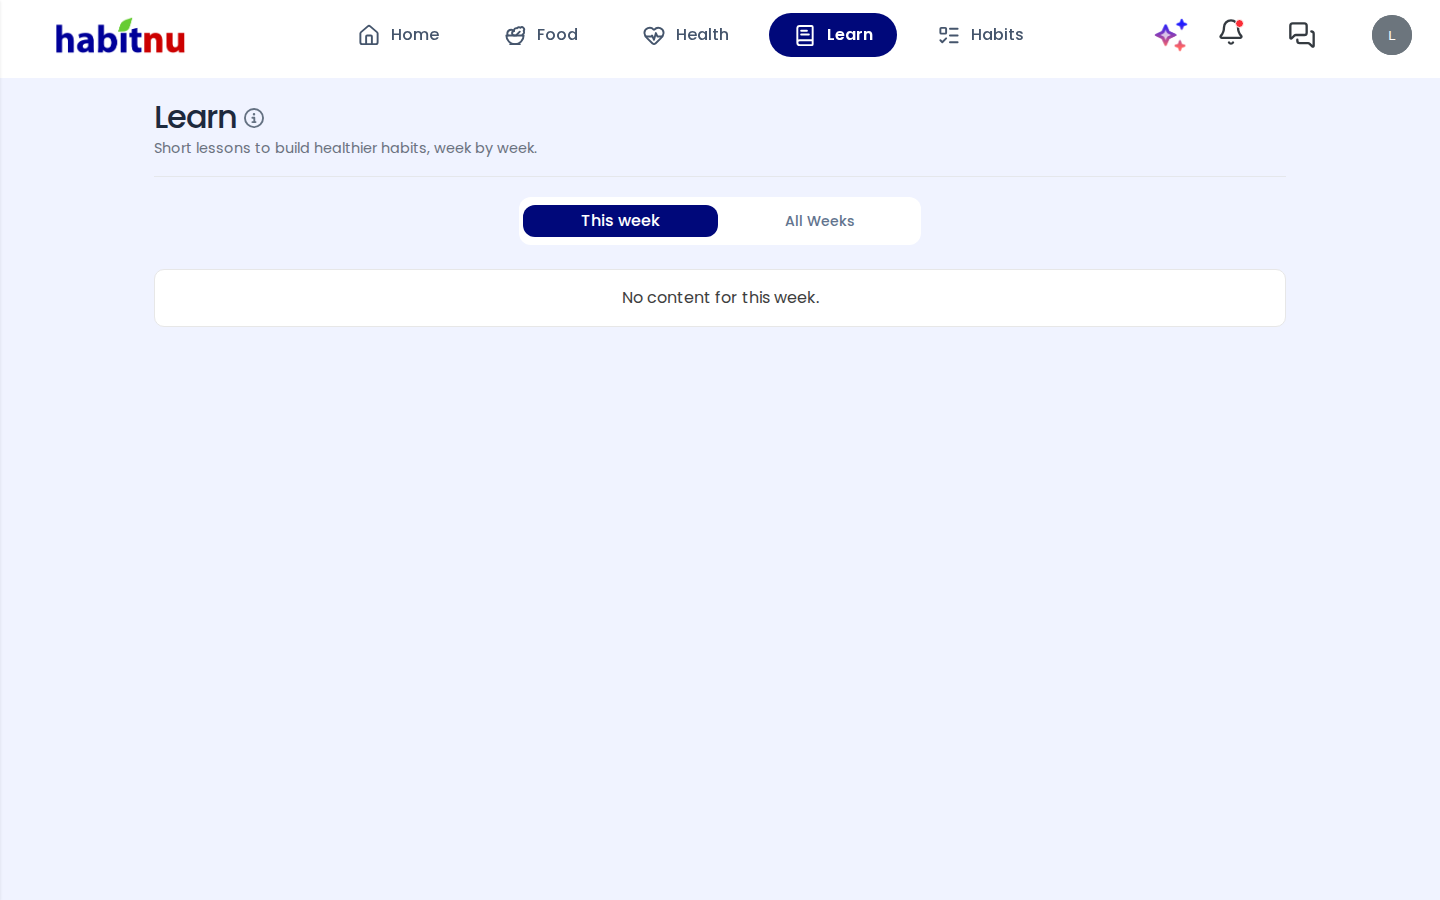 habitnu
Home
Food
Health
Learn
Habits
L
Learn
Short lessons to build healthier habits, week by week.
This week
All Weeks
No content for this week.